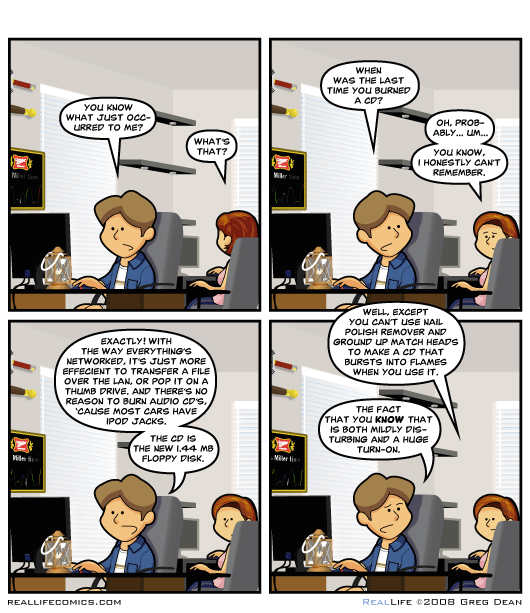 YOU KNOW
WHAT JUST OCC-
URRED TO ME?
WHAT'S
THAT?
Miller
WHEN
WAS THE LAST
TIME YOU BURNED
A CD?
OH, PROB-
ABLY... UM...
YOU KNOW,
I HONESTLY CAN'T
REMEMBER.
Miller
EXACTLY! WITH
THE WAY EVERYTHING'S
NETWORKED, IT'S JUST MORE
EFFECIENT TO TRANSFER A FILE
OVER THE LAN, OR POP IT ON A
THUMB DRIVE. AND THERE'S NO
REASON TO BURN AUDIO CD'S,
'CAUSE MOST CARS HAVE
IPOD JACKS.
THE CD IS
THE NEW 1.44 MB
FLOPPY DISK.
Miller
WELL, EXCEPT
YOU CAN'T USE NAIL
POLISH REMOVER AND
GROUND UP MATCH HEADS
TO MAKE A CD THAT
BURSTS INTO FLAMES
WHEN YOU USE IT.
THE FACT
THAT YOU KNOW THAT
IS BOTH MILDLY DIS-
TURBING AND A HUGE
TURN-ON.
Miller
REALLIFECOMICS.COM
REALLIFE ©2008 GREG DEAN